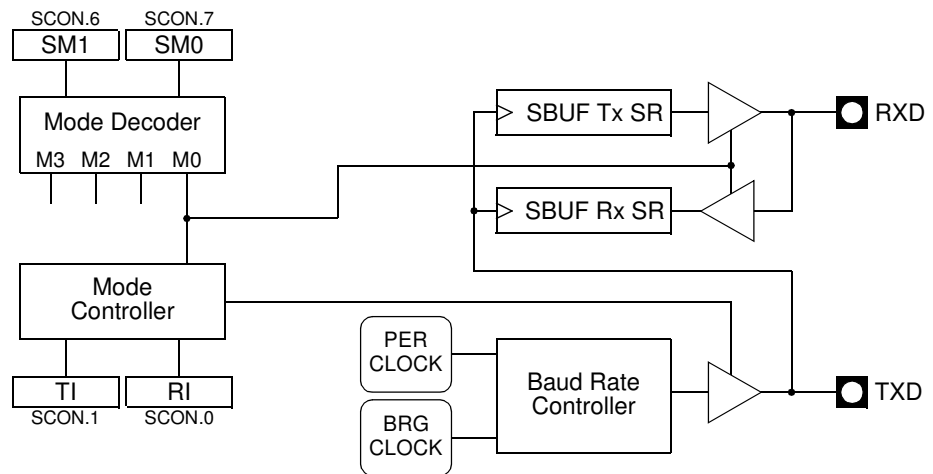 SCON.6
SCON.7
SM1
SM0
Mode Decoder
M3 M2 M1 M0
SBUF Tx SR
RXD
SBUF Rx SR
Mode
Controller
TI
RI
SCON.1
SCON.0
PER
CLOCK
BRG
CLOCK
Baud Rate
Controller
TXD